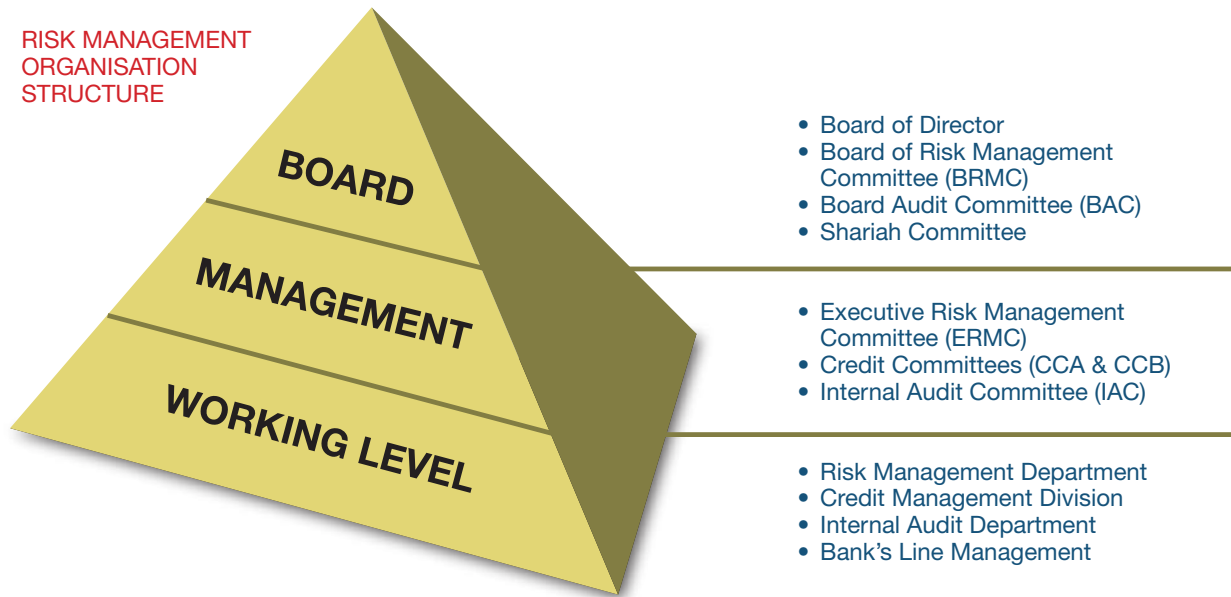 RISK MANAGEMENT
ORGANISATION
STRUCTURE
BOARD
MANAGEMENT
WORKING LEVEL
• Board of Director
• Board of Risk Management
Committee (BRMC)
• Board Audit Committee (BAC)
• Shariah Committee
• Executive Risk Management
Committee (ERMC)
• Credit Committees (CCA & CCB)
• Internal Audit Committee (IAC)
• Risk Management Department
• Credit Management Division
• Internal Audit Department
• Bank’s Line Management